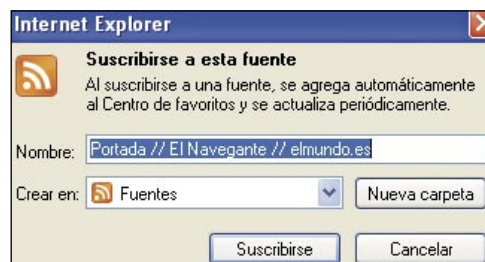 Internet Explorer
Suscribirse a esta fuente
Al suscribirse a una fuente, se agrega automáticamente
al Centro de favoritos y se actualiza periódicamente.
Nombre: Portada // El Navegante // elmundo.es
Crear en: Fuentes Nueva carpeta
Suscribirse Cancelar